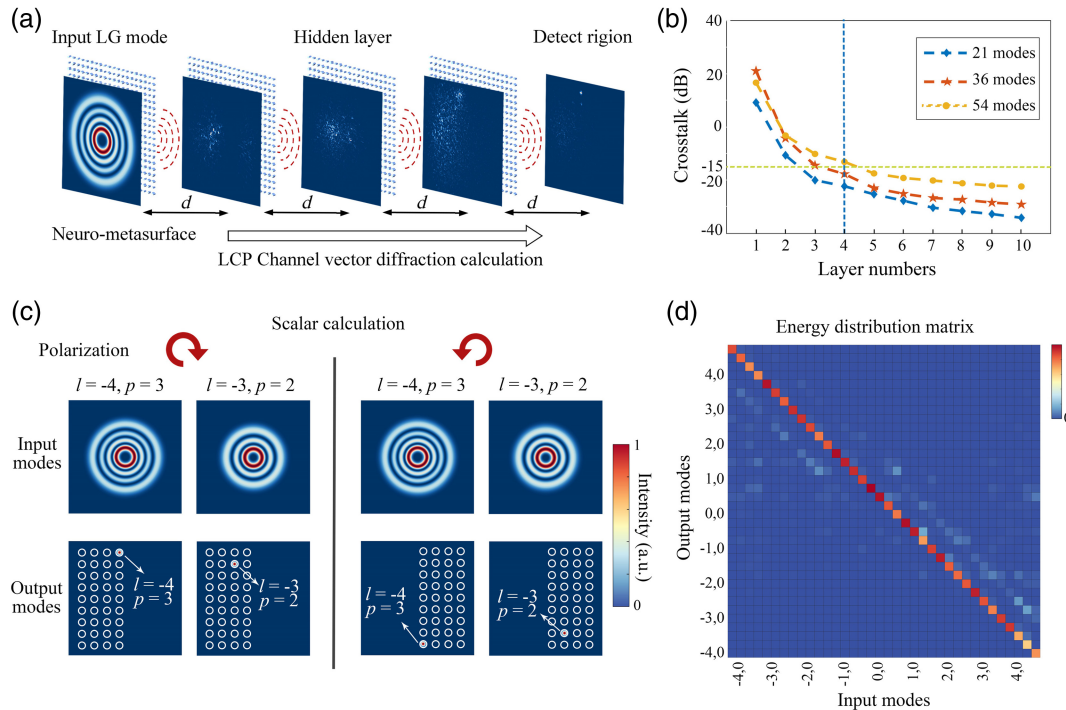 (a)
Input LG mode
Hidden layer
Detect rigion
d
d
d
d
Neuro-metasurface
LCP Channel vector diffraction calculation
(b)
40
20
0
-15
-20
-40
Crosstalk (dB)
1 2 3 4 5 6 7 8 9 10
Layer numbers
21 modes
36 modes
54 modes
(c)
Scalar calculation
Polarization
l = -4, p = 3
l = -3, p = 2
l = -4, p = 3
l = -3, p = 2
Input
modes
Output
modes
l = -4
p = 3
l = -3
p = 2
l = -4
p = 3
l = -3
p = 2
1
Intensity (a.u.)
0
(d)
Energy distribution matrix
4,0
3,0
2,0
1,0
0,0
-1,0
-2,0
-3,0
-4,0
Output modes
-4,0
-3,0
-2,0
-1,0
0,0
1,0
2,0
3,0
4,0
Input modes